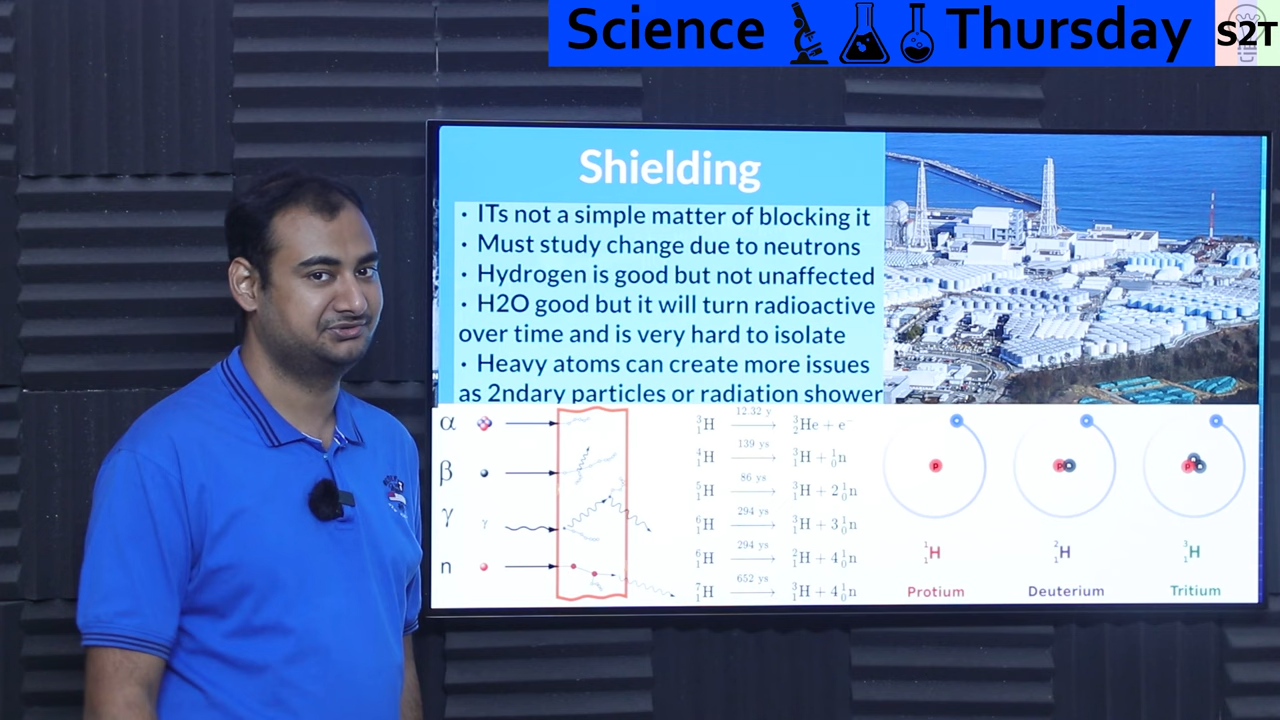 Science Thursday
S2T
Shielding
· ITs not a simple matter of blocking it
· Must study change due to neutrons
· Hydrogen is good but not unaffected
· H2O good but it will turn radioactive
over time and is very hard to isolate
· Heavy atoms can create more issues
as 2ndary particles or radiation shower
α
β
γ γ
n
³₁H 12.32 y ³₂He + e⁻
⁴₁H 139 ys ³₁H + ¹₀n
⁵₁H 86 ys ³₁H + 2¹₀n
⁶₁H 294 ys ³₁H + 3¹₀n
⁶₁H 294 ys ²₁H + 4¹₀n
⁷₁H 652 ys ³₁H + 4¹₀n
P P P
¹₁H ²₁H ³₁H
Protium Deuterium Tritium